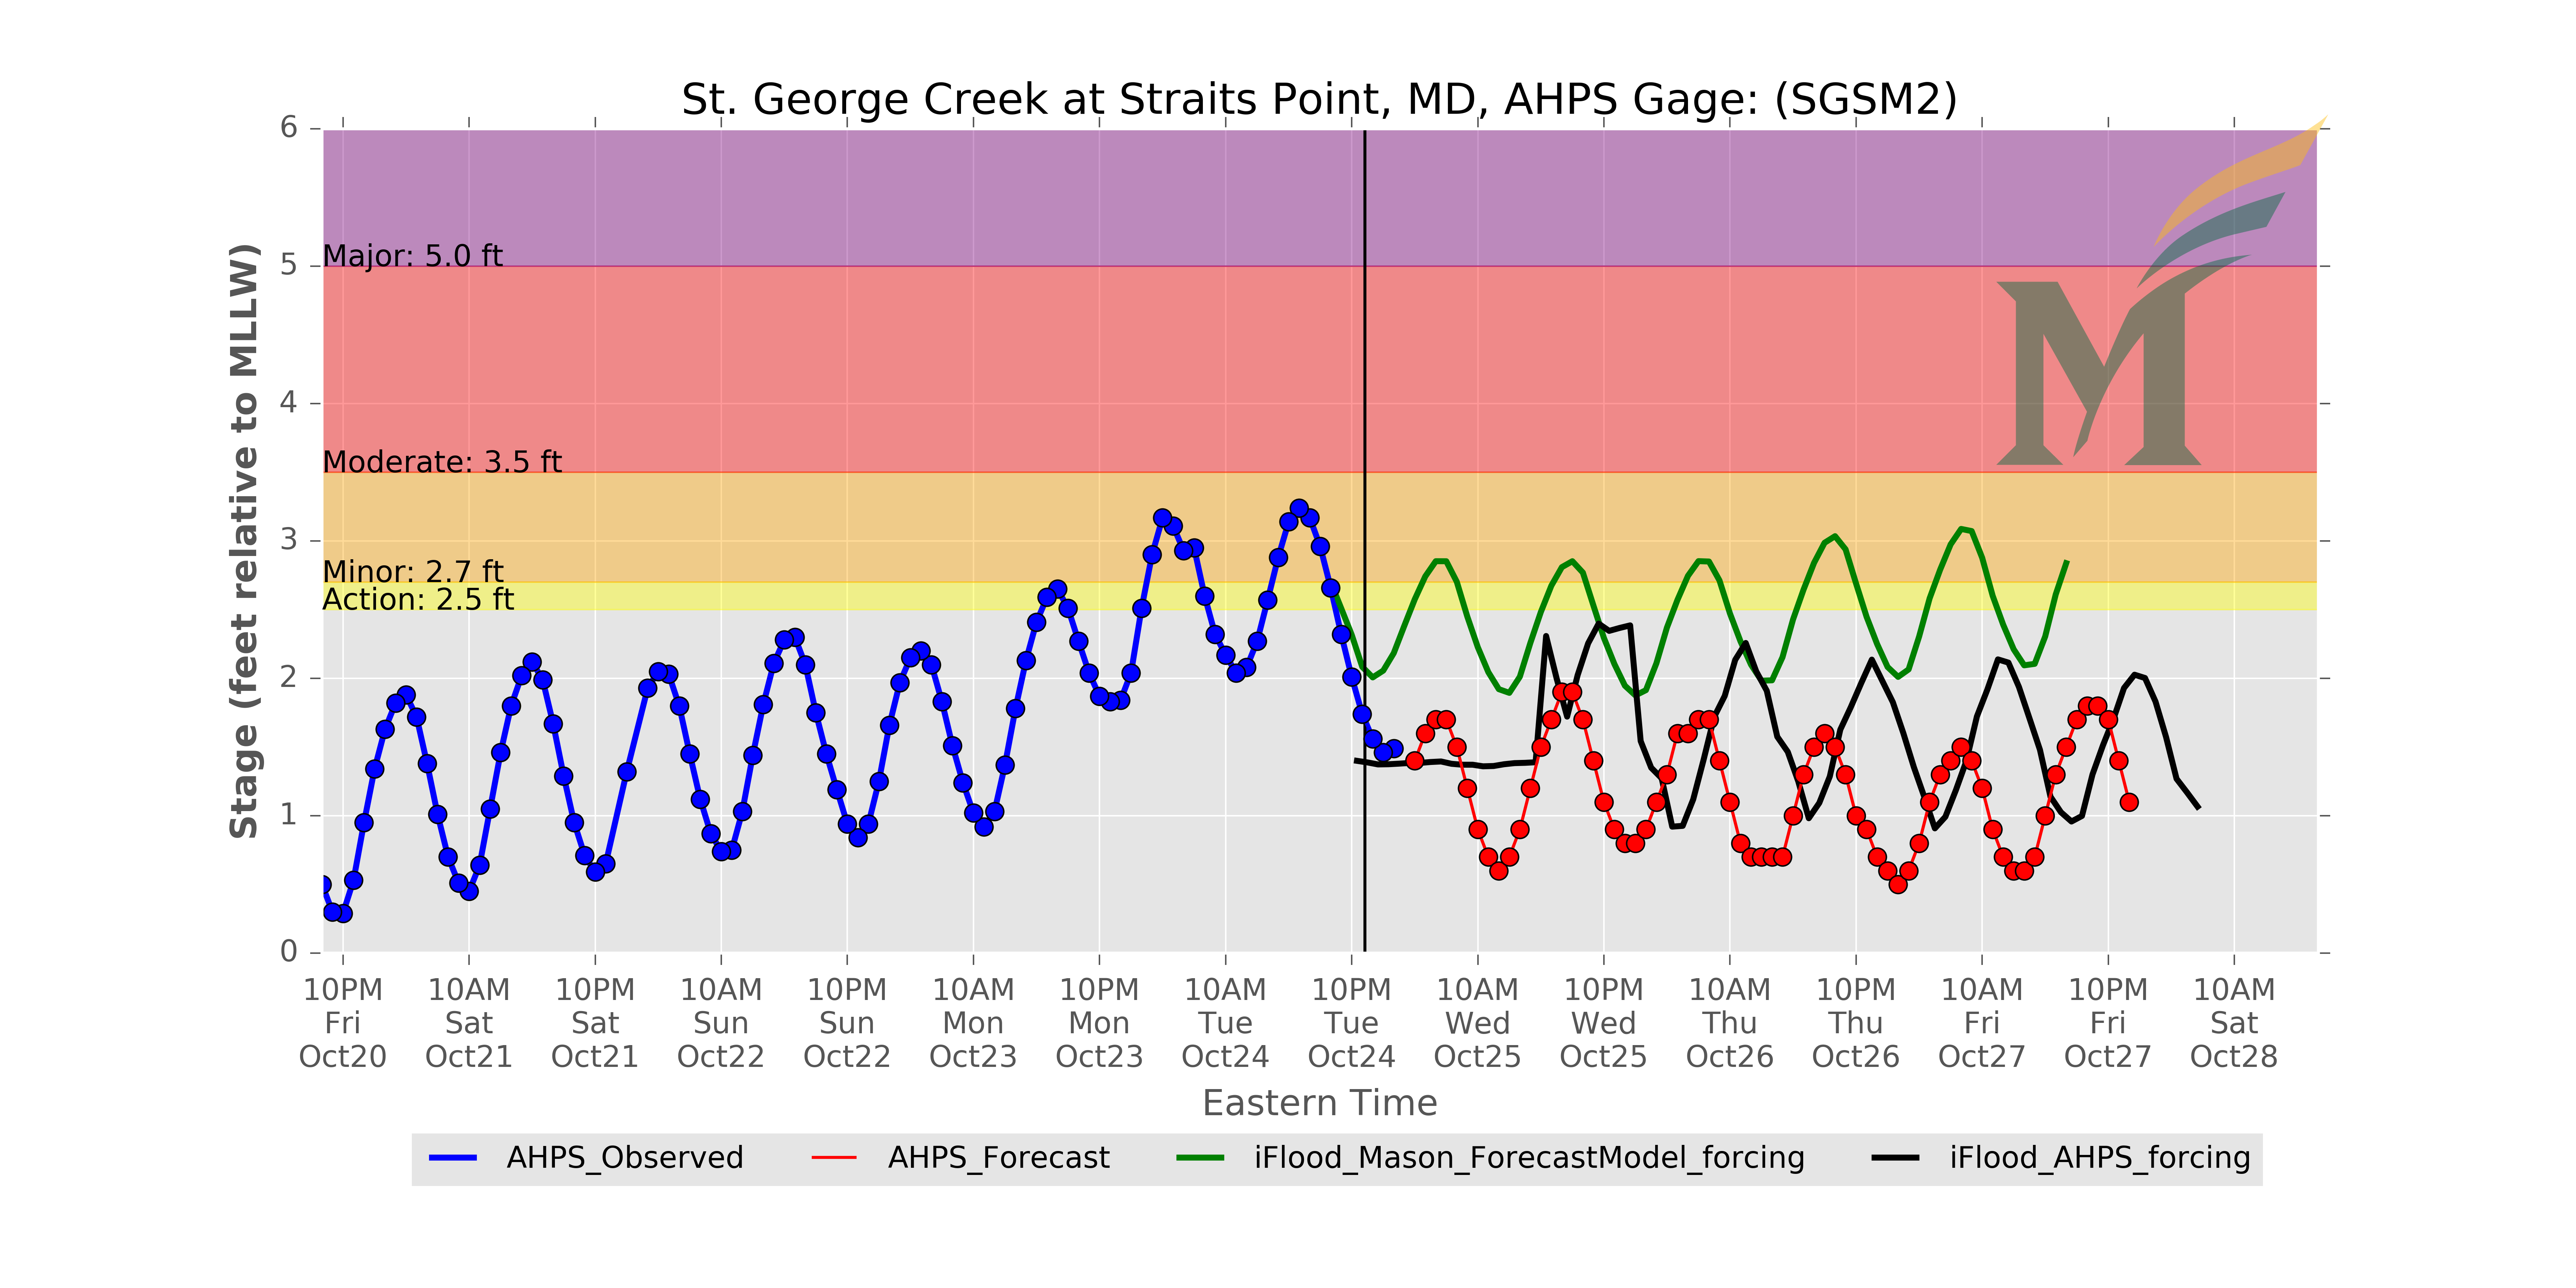 St. George Creek at Straits Point, MD, AHPS Gage: (SGSM2)
Stage (feet relative to MLLW)
6
5
4
3
2
1
0
Major: 5.0 ft
Moderate: 3.5 ft
Minor: 2.7 ft
Action: 2.5 ft
M
10PM 10AM 10PM 10AM 10PM 10AM 10PM 10AM 10PM 10AM 10PM 10AM 10PM 10AM 10PM 10AM
Fri Sat Sat Sun Sun Mon Mon Tue Tue Wed Wed Thu Thu Fri Fri Sat
Oct20 Oct21 Oct21 Oct22 Oct22 Oct23 Oct23 Oct24 Oct24 Oct25 Oct25 Oct26 Oct26 Oct27 Oct27 Oct28
Eastern Time
AHPS_Observed AHPS_Forecast iFlood_Mason_ForecastModel_forcing iFlood_AHPS_forcing